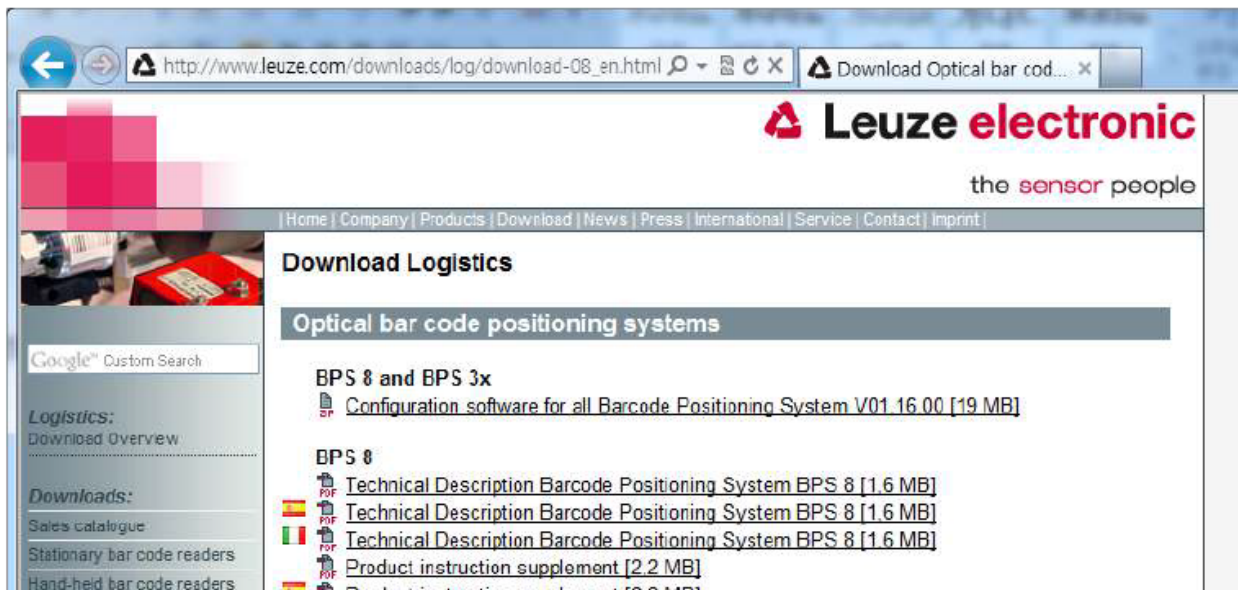 http://www.leuze.com/downloads/log/download-08_en.html
Download Optical bar cod...
Leuze electronic
the sensor people
| Home | Company | Products | Download | News | Press | International | Service | Contact | Imprint |
Download Logistics
Optical bar code positioning systems
Google™ Custom Search
BPS 8 and BPS 3x
ZIP Configuration software for all Barcode Positioning System V01.16.00 [19 MB]
Logistics:
Download Overview
BPS 8
PDF Technical Description Barcode Positioning System BPS 8 [1.6 MB]
PDF Technical Description Barcode Positioning System BPS 8 [1.6 MB]
PDF Technical Description Barcode Positioning System BPS 8 [1.6 MB]
PDF Product instruction supplement [2.2 MB]
Downloads:
Sales catalogue
Stationary bar code readers
Hand-held bar code readers